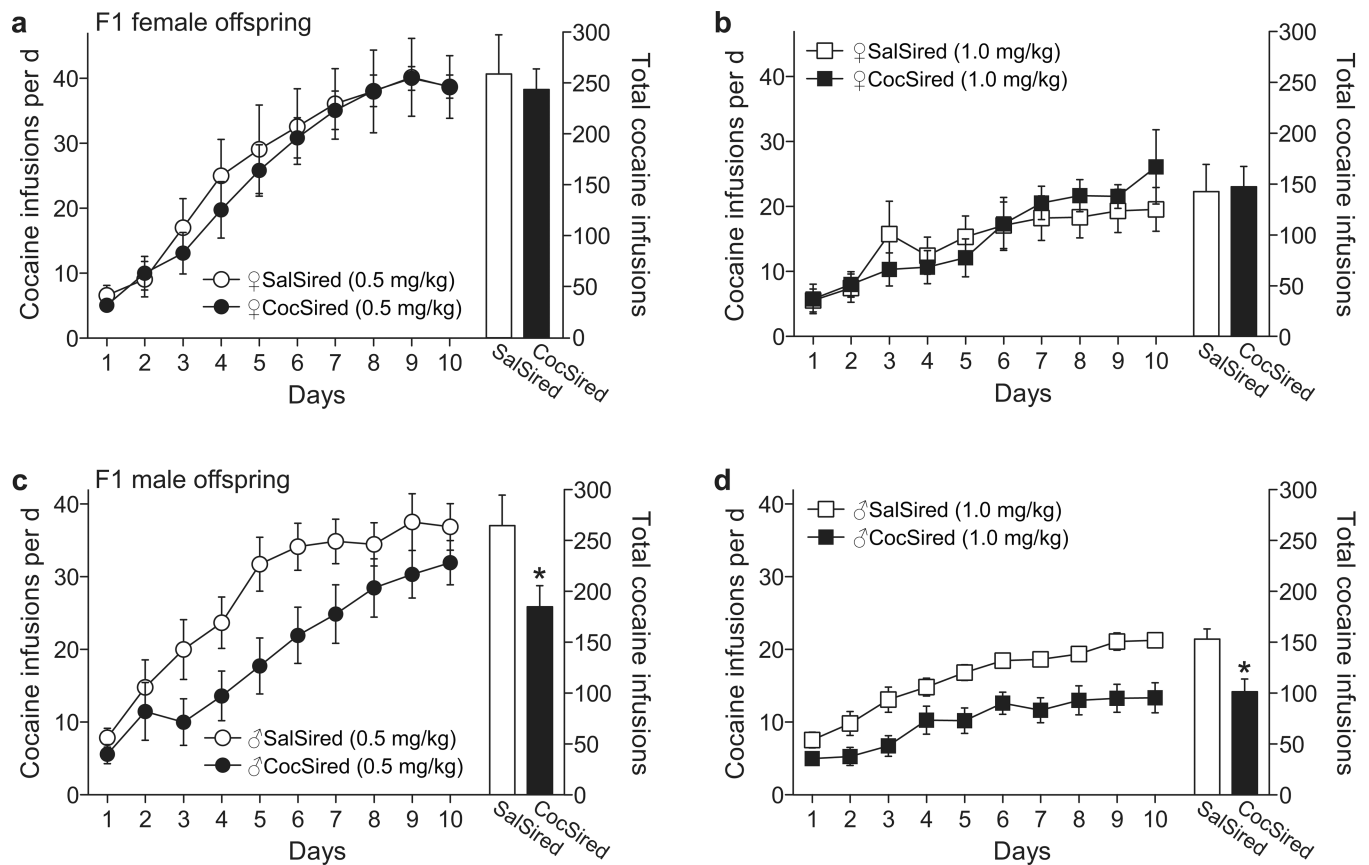 a
F1 female offspring
Cocaine infusions per d
40
30
20
10
0
♀SalSired (0.5 mg/kg)
♀CocSired (0.5 mg/kg)
1 2 3 4 5 6 7 8 9 10
Days
SalSired
CocSired
300
250
200
150
100
50
0
Total cocaine infusions
b
Cocaine infusions per d
40
30
20
10
0
♀SalSired (1.0 mg/kg)
♀CocSired (1.0 mg/kg)
1 2 3 4 5 6 7 8 9 10
Days
SalSired
CocSired
300
250
200
150
100
50
0
Total cocaine infusions
c
F1 male offspring
Cocaine infusions per d
40
30
20
10
0
♂SalSired (0.5 mg/kg)
♂CocSired (0.5 mg/kg)
1 2 3 4 5 6 7 8 9 10
Days
*
SalSired
CocSired
300
250
200
150
100
50
0
Total cocaine infusions
d
Cocaine infusions per d
40
30
20
10
0
♂SalSired (1.0 mg/kg)
♂CocSired (1.0 mg/kg)
1 2 3 4 5 6 7 8 9 10
Days
*
SalSired
CocSired
300
250
200
150
100
50
0
Total cocaine infusions